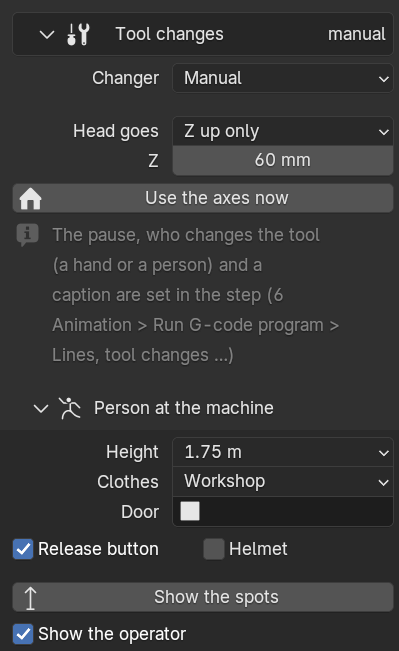 Tool changes manual
Changer Manual
Head goes Z up only
Z 60 mm
Use the axes now
The pause, who changes the tool
(a hand or a person) and a
caption are set in the step (6
Animation > Run G-code program >
Lines, tool changes ...)
Person at the machine
Height 1.75 m
Clothes Workshop
Door
Release button Helmet
Show the spots
Show the operator